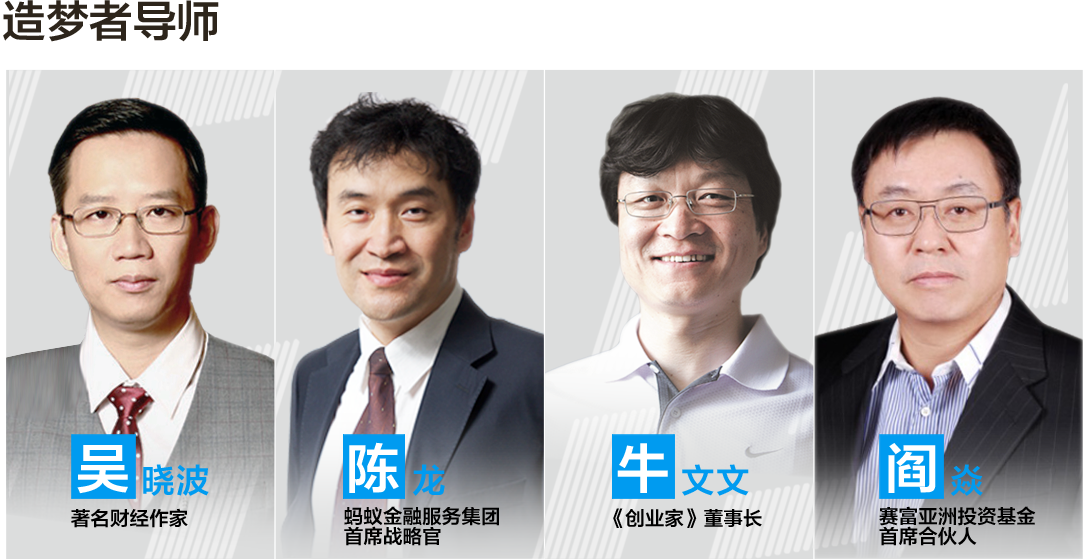 造梦者导师
吴晓波
著名财经作家
陈龙
蚂蚁金融服务集团
首席战略官
牛文文
《创业家》董事长
阎焱
赛富亚洲投资基金
首席合伙人